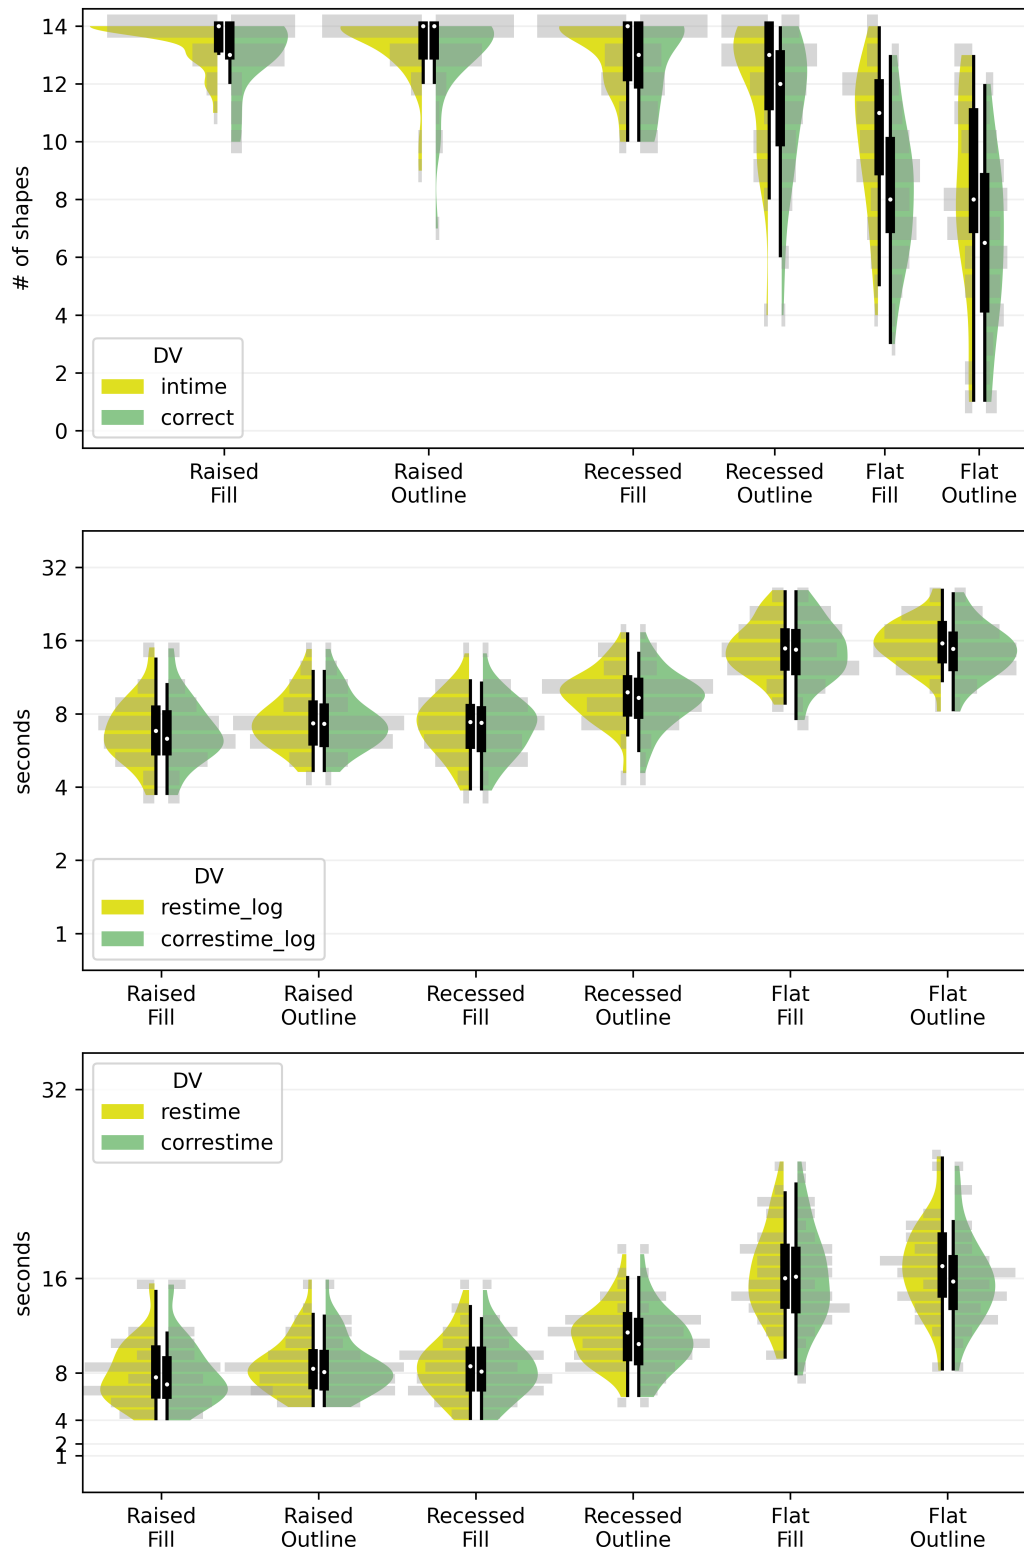 14
12
10
8
6
4
2
0
# of shapes
DV
intime
correct
Raised Fill
Raised Outline
Recessed Fill
Recessed Outline
Flat Fill
Flat Outline
32
16
8
4
2
1
seconds
DV
restime_log
correstime_log
Raised Fill
Raised Outline
Recessed Fill
Recessed Outline
Flat Fill
Flat Outline
32
16
8
4
2
1
seconds
DV
restime
correstime
Raised Fill
Raised Outline
Recessed Fill
Recessed Outline
Flat Fill
Flat Outline